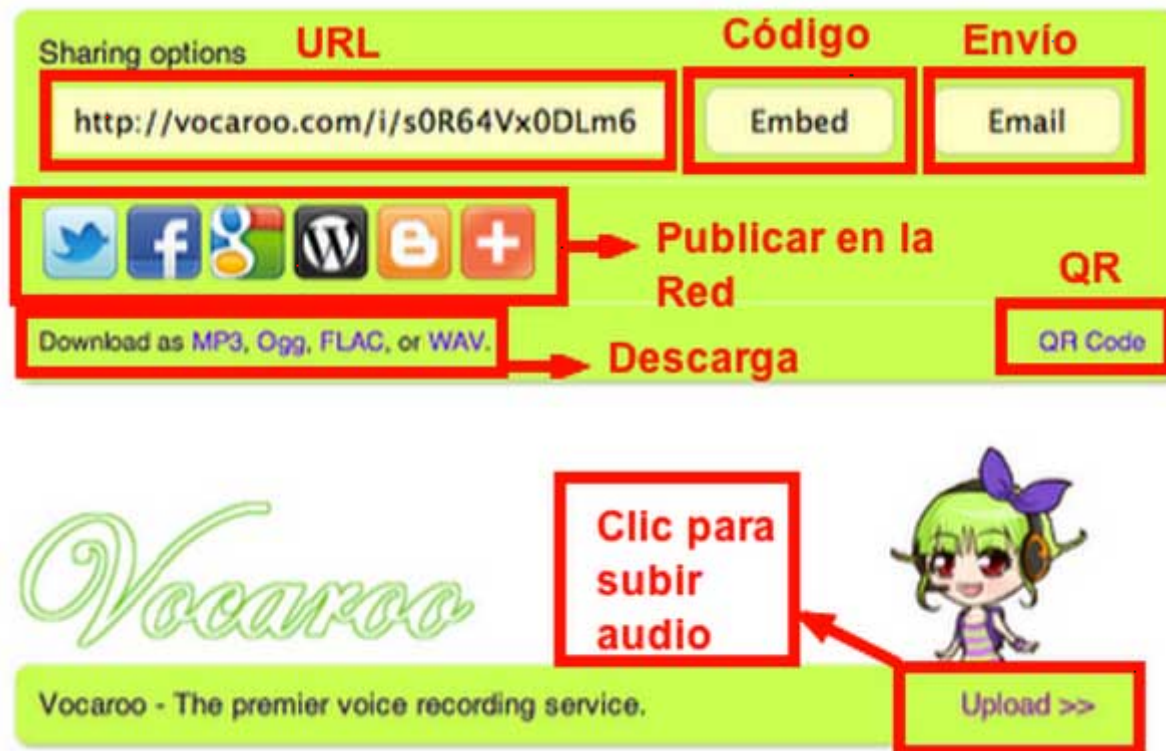 Sharing options URL Código Envío
http://vocaroo.com/i/s0R64Vx0DLm6 Embed Email
Publicar en la
Red
QR
Download as MP3, Ogg, FLAC, or WAV.
Descarga
QR Code
Clic para
subir
audio
Vocaroo
Vocaroo - The premier voice recording service.
Upload >>